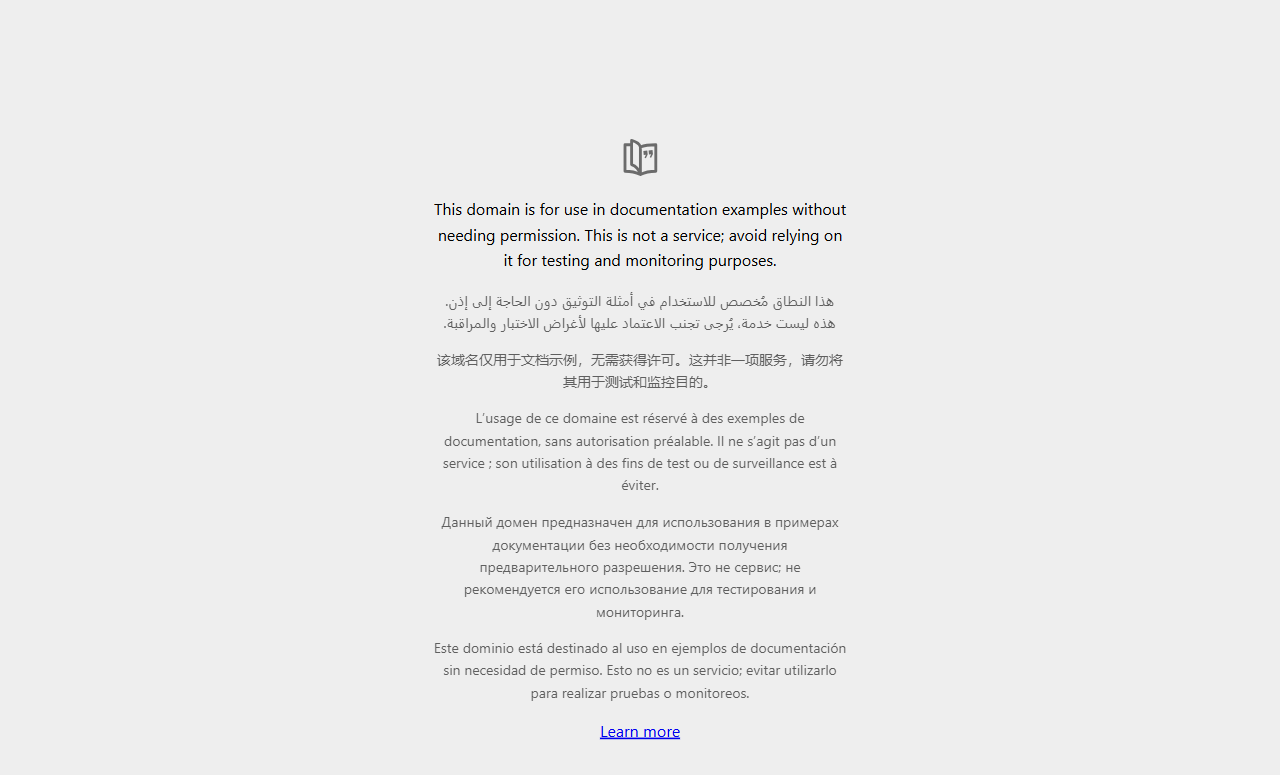 This domain is for use in documentation examples without
needing permission. This is not a service; avoid relying on
it for testing and monitoring purposes.
هذا النطاق مُخصص للاستخدام في أمثلة التوثيق دون الحاجة إلى إذن.
هذه ليست خدمة، يُرجى تجنب الاعتماد عليها لأغراض الاختبار والمراقبة.
该域名仅用于文档示例，无需获得许可。这并非一项服务，请勿将
其用于测试和监控目的。
L’usage de ce domaine est réservé à des exemples de
documentation, sans autorisation préalable. Il ne s’agit pas d’un
service ; son utilisation à des fins de test ou de surveillance est à
éviter.
Данный домен предназначен для использования в примерах
документации без необходимости получения
предварительного разрешения. Это не сервис; не
рекомендуется его использование для тестирования и
мониторинга.
Este dominio está destinado al uso en ejemplos de documentación
sin necesidad de permiso. Esto no es un servicio; evitar utilizarlo
para realizar pruebas o monitoreos.
Learn more